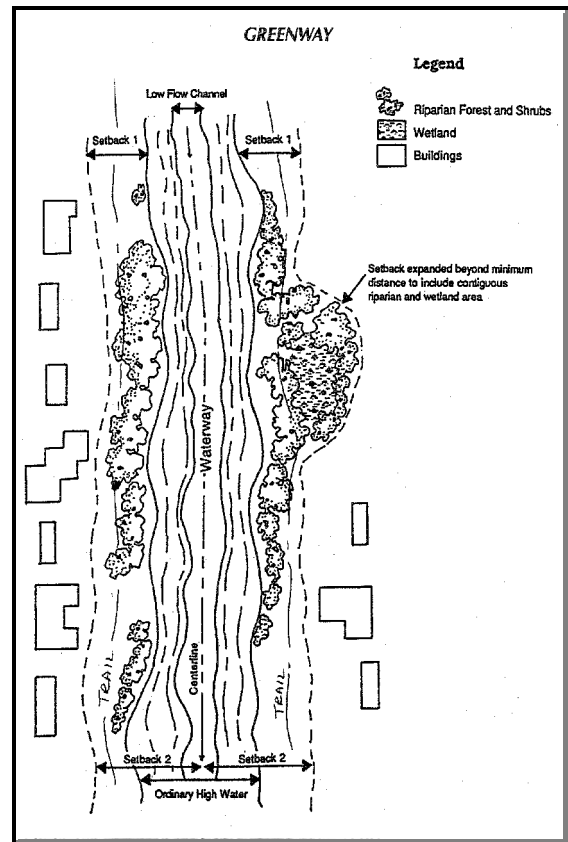 GREENWAY
Legend
Riparian Forest and Shrubs
Wetland
Buildings
Low Flow Channel
Setback 1
Setback 1
Setback expanded beyond minimum
distance to include contiguous
riparian and wetland area
Waterway
Centerline
TRAIL
TRAIL
Setback 2
Setback 2
Ordinary High Water